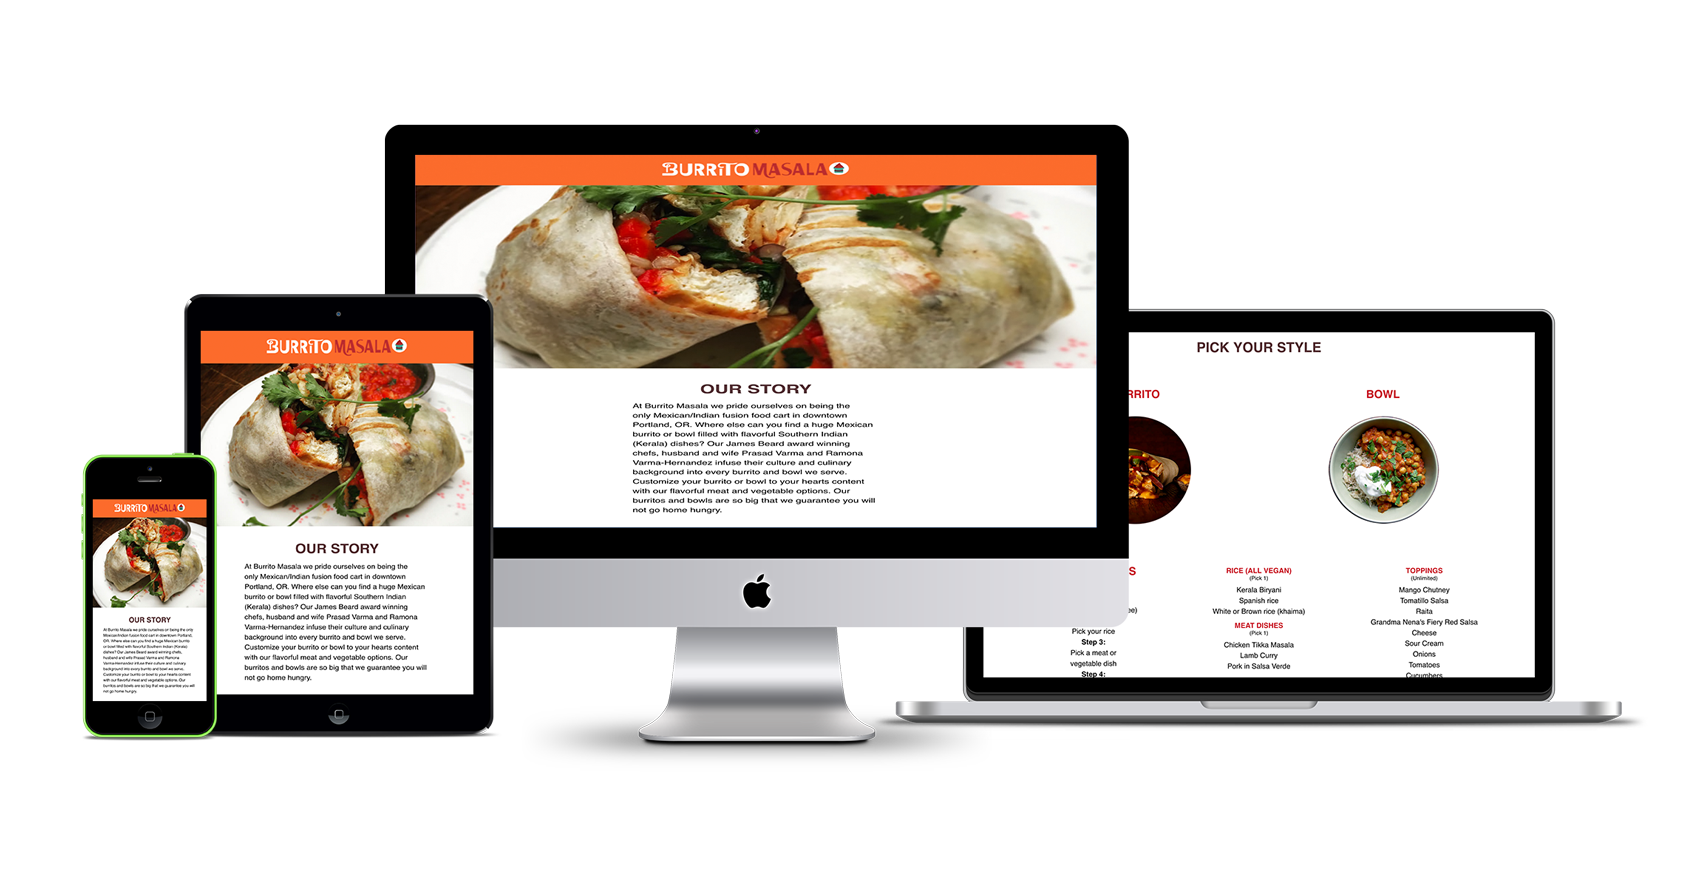 BURRITO MASALA
OUR STORY
At Burrito Masala we pride ourselves on being the
only Mexican/Indian fusion food cart in downtown
Portland, OR. Where else can you find a huge Mexican
burrito or bowl filled with flavorful Southern Indian
(Kerala) dishes? Our James Beard award winning
chefs, husband and wife Prasad Varma and Ramona
Varma-Hernandez infuse their culture and culinary
background into every burrito and bowl we serve.
Customize your burrito or bowl to your hearts content
with our flavorful meat and vegetable options. Our
burritos and bowls are so big that we guarantee you will
not go home hungry.
BURRITO MASALA
OUR STORY
At Burrito Masala we pride ourselves on being the
only Mexican/Indian fusion food cart in downtown
Portland, OR. Where else can you find a huge Mexican
burrito or bowl filled with flavorful Southern Indian
(Kerala) dishes? Our James Beard award winning
chefs, husband and wife Prasad Varma and Ramona
Varma-Hernandez infuse their culture and culinary
background into every burrito and bowl we serve.
Customize your burrito or bowl to your hearts content
with our flavorful meat and vegetable options. Our
burritos and bowls are so big that we guarantee you will
not go home hungry.
BURRITO MASALA
OUR STORY
At Burrito Masala we pride ourselves on being the only
Mexican/Indian fusion food cart in downtown Portland,
OR. Where else can you find a huge Mexican burrito
or bowl filled with flavorful Southern Indian (Kerala)
dishes? Our James Beard award winning chefs,
husband and wife Prasad Varma and Ramona
Varma-Hernandez infuse their culture and culinary
background into every burrito and bowl we serve.
Customize your burrito or bowl to your hearts content
with our flavorful meat and vegetable options. Our
burritos and bowls are so big that we guarantee you will
not go home hungry.
PICK YOUR STYLE
RRITO
BOWL
S
ee)
Pick your rice
Step 3:
Pick a meat or
vegetable dish
Step 4:
RICE (ALL VEGAN)
(Pick 1)
Kerala Biryani
Spanish rice
White or Brown rice (khaima)
MEAT DISHES
(Pick 1)
Chicken Tikka Masala
Lamb Curry
Pork in Salsa Verde
TOPPINGS
(Unlimited)
Mango Chutney
Tomatillo Salsa
Raita
Grandma Nena's Fiery Red Salsa
Cheese
Sour Cream
Onions
Tomatoes
Cucumbers